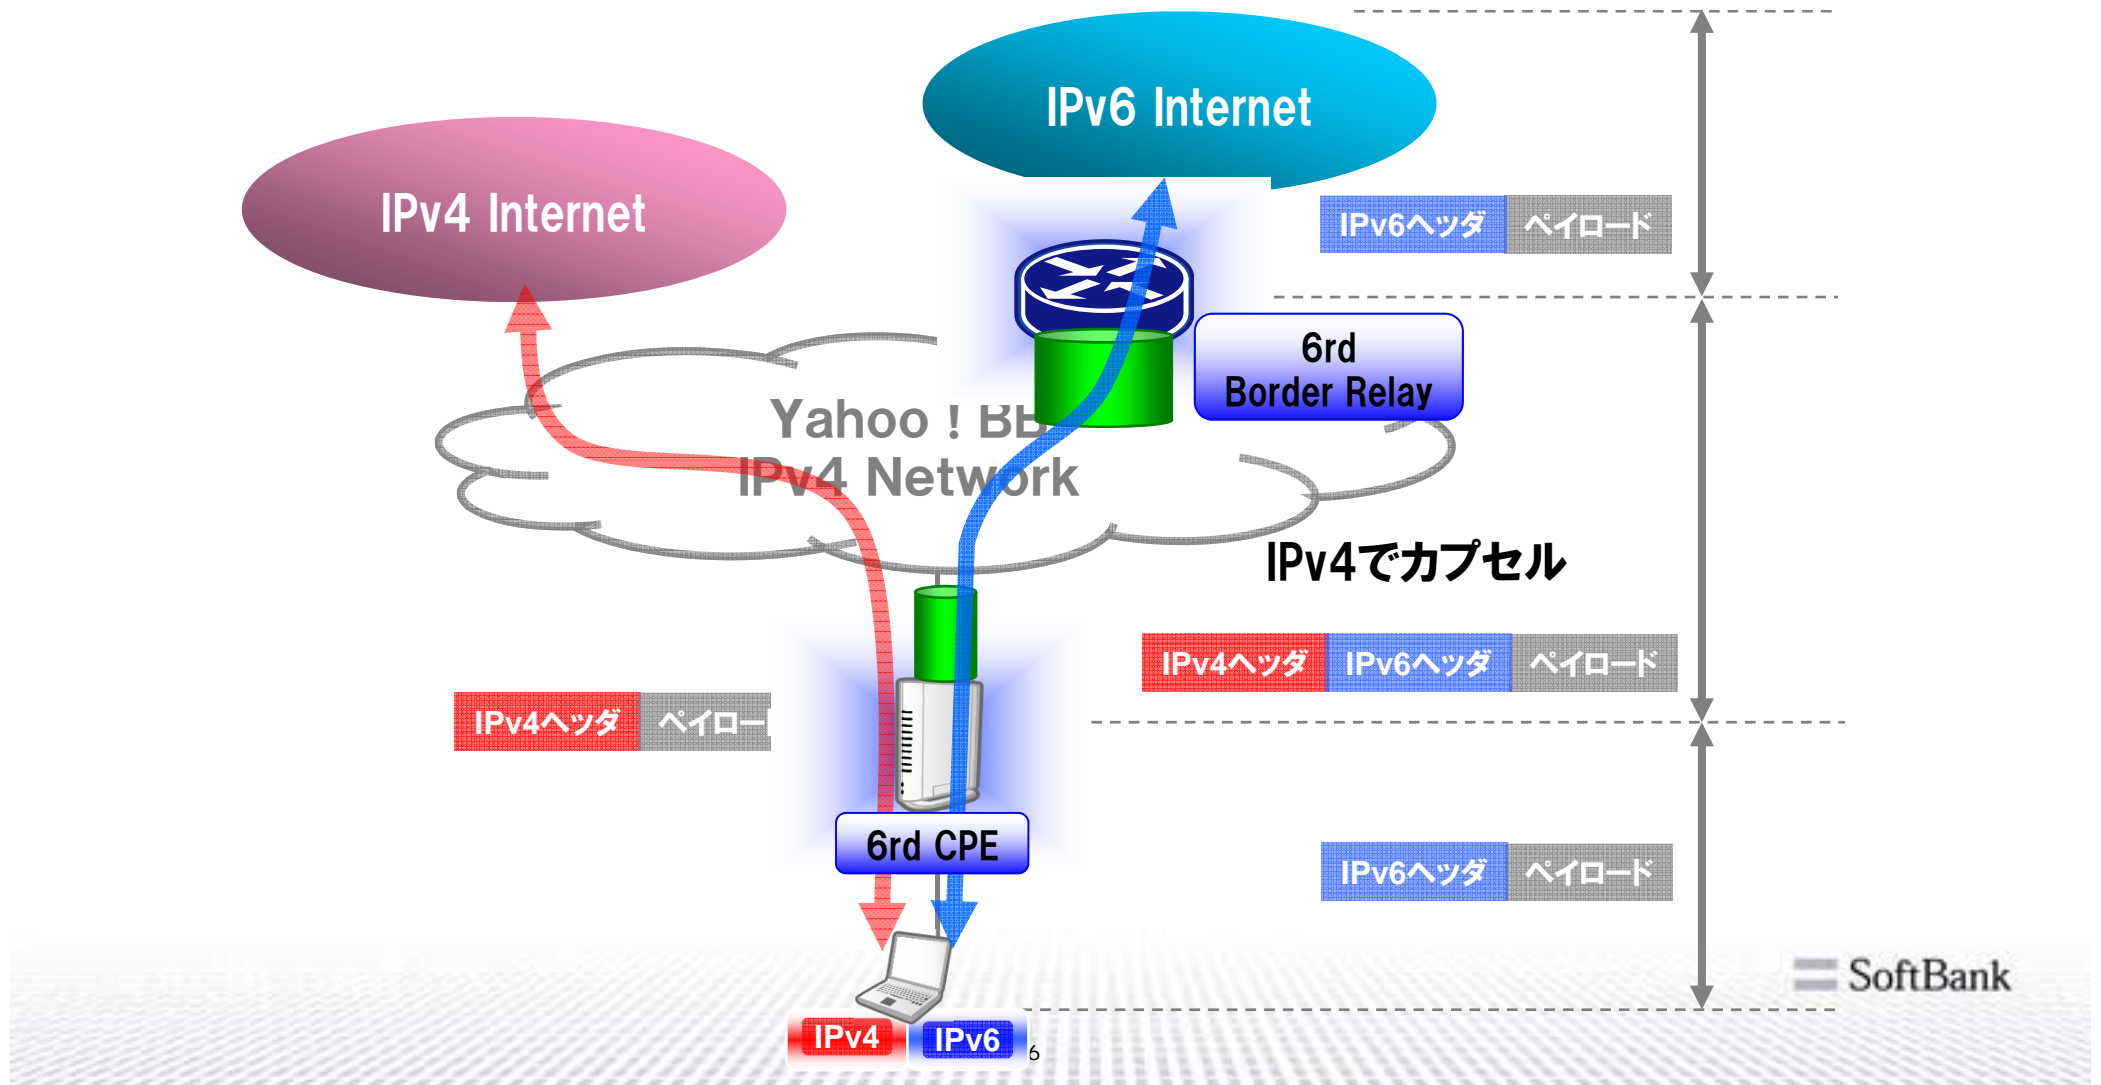 IPv6 Internet
IPv4 Internet
IPv6ヘッダ ペイロード
6rd
Border Relay
Yahoo ! BB
IPv4 Network
IPv4でカプセル
IPv4ヘッダ IPv6ヘッダ ペイロード
IPv4ヘッダ ペイロー
6rd CPE
IPv6ヘッダ ペイロード
SoftBank
IPv4 IPv6
6